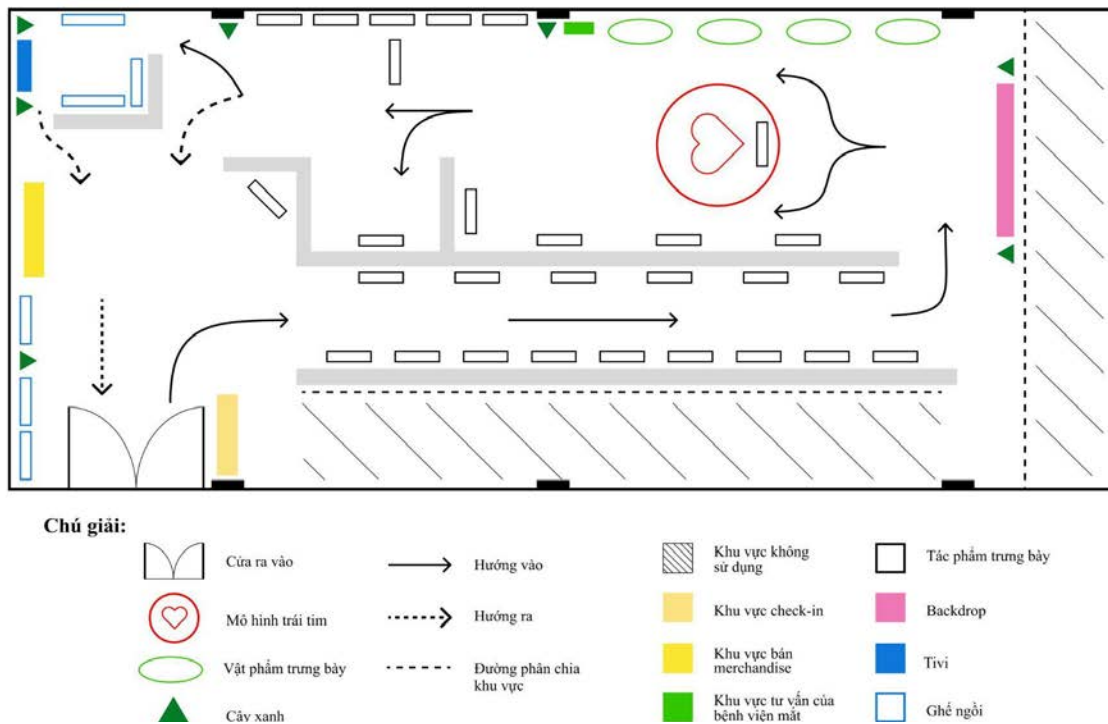 Chú giải:
Cửa ra vào
Mô hình trái tim
Vật phẩm trưng bày
Cây xanh
Hướng vào
Hướng ra
Đường phân chia
khu vực
Khu vực không
sử dụng
Khu vực check-in
Khu vực bán
merchandise
Khu vực tư vấn của
bệnh viện mắt
Tác phẩm trưng bày
Backdrop
Tivi
Ghế ngồi